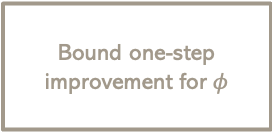 Bound one-step
improvement for ϕ